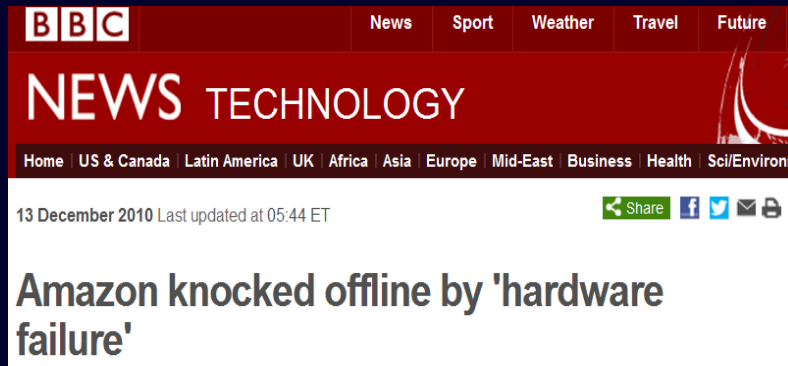 BBC News Sport Weather Travel Future
NEWS TECHNOLOGY
Home US & Canada Latin America UK Africa Asia Europe Mid-East Business Health Sci/Environ
13 December 2010 Last updated at 05:44 ET Share
Amazon knocked offline by 'hardware
failure'